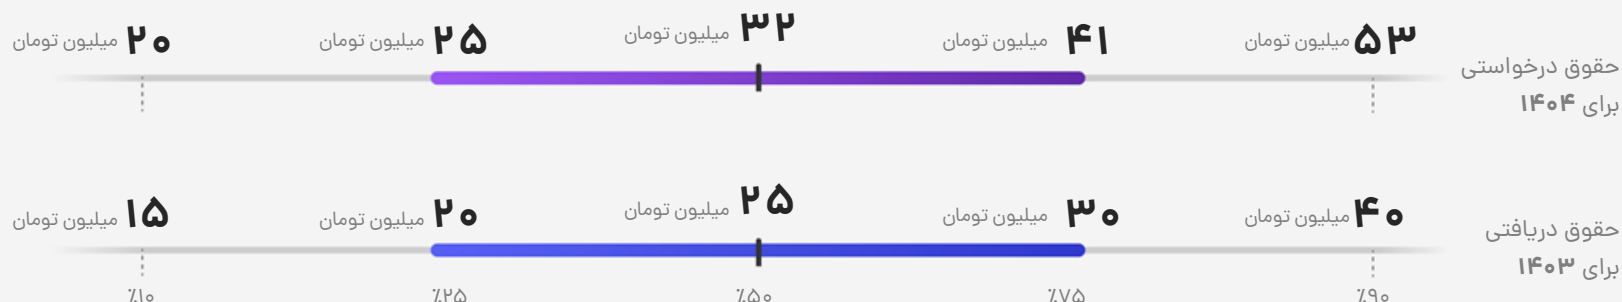 حقوق درخواستی
برای ۱۴۰۴
۵۳ میلیون تومان
۴۱ میلیون تومان
۳۲ میلیون تومان
۲۵ میلیون تومان
۲۰ میلیون تومان
حقوق دریافتی
برای ۱۴۰۳
۴۰ میلیون تومان
۳۰ میلیون تومان
۲۵ میلیون تومان
۲۰ میلیون تومان
۱۵ میلیون تومان
٪۹۰
٪۷۵
٪۵۰
٪۲۵
٪۱۰